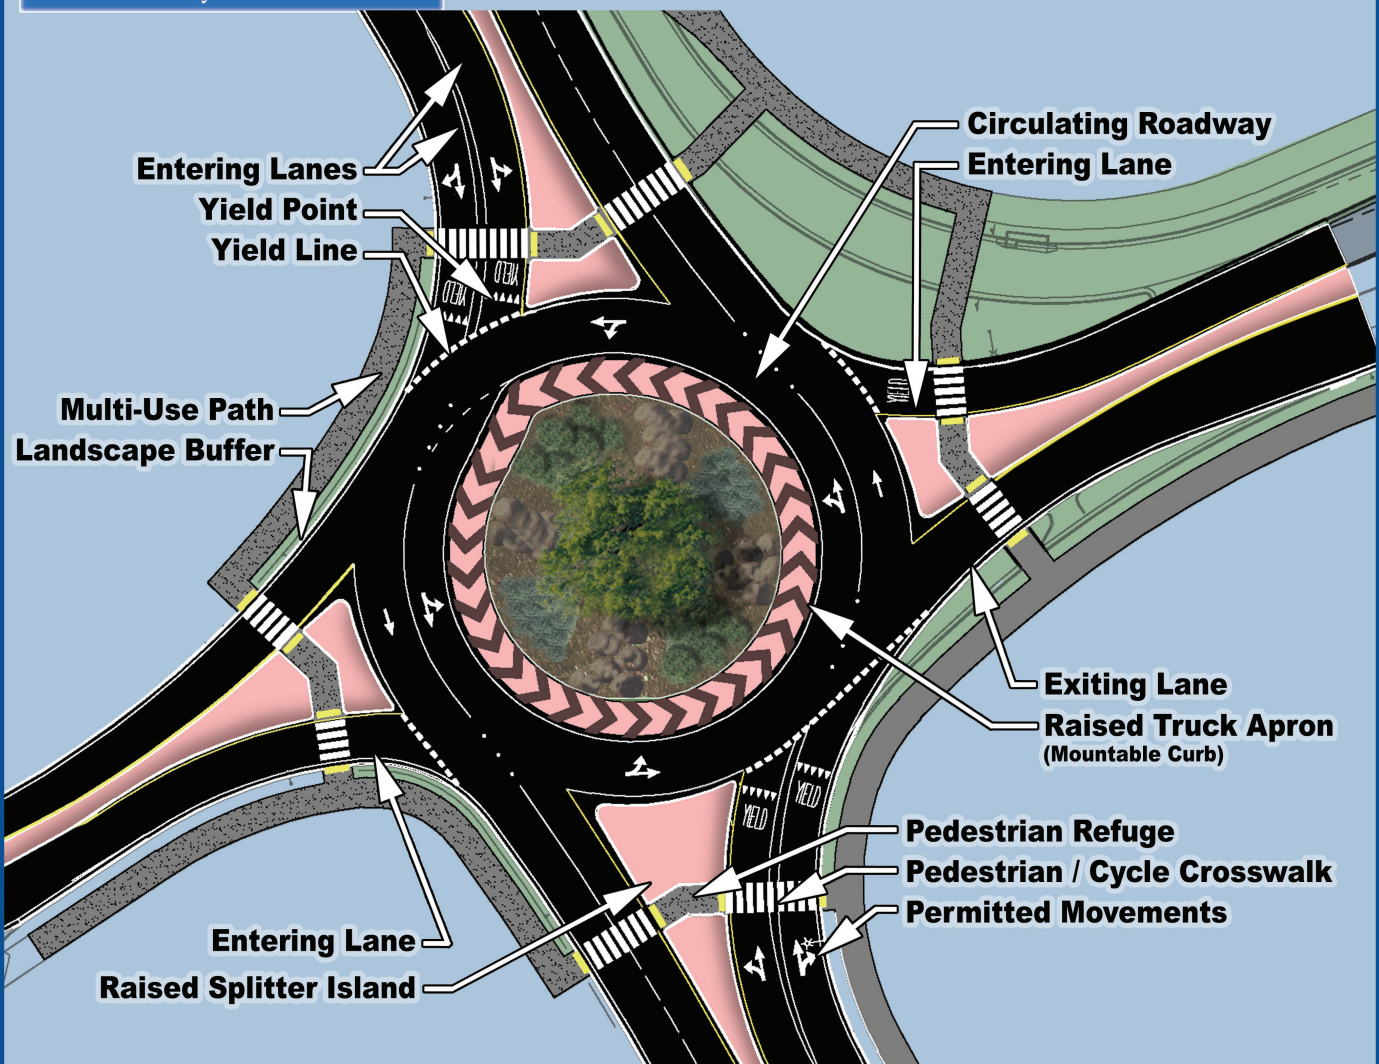 Circulating Roadway
Entering Lane
Entering Lanes
Yield Point
Yield Line
YIELD
YIELD
YIELD
Multi-Use Path
Landscape Buffer
Exiting Lane
Raised Truck Apron
(Mountable Curb)
YIELD
YIELD
Pedestrian Refuge
Pedestrian / Cycle Crosswalk
Permitted Movements
Entering Lane
Raised Splitter Island